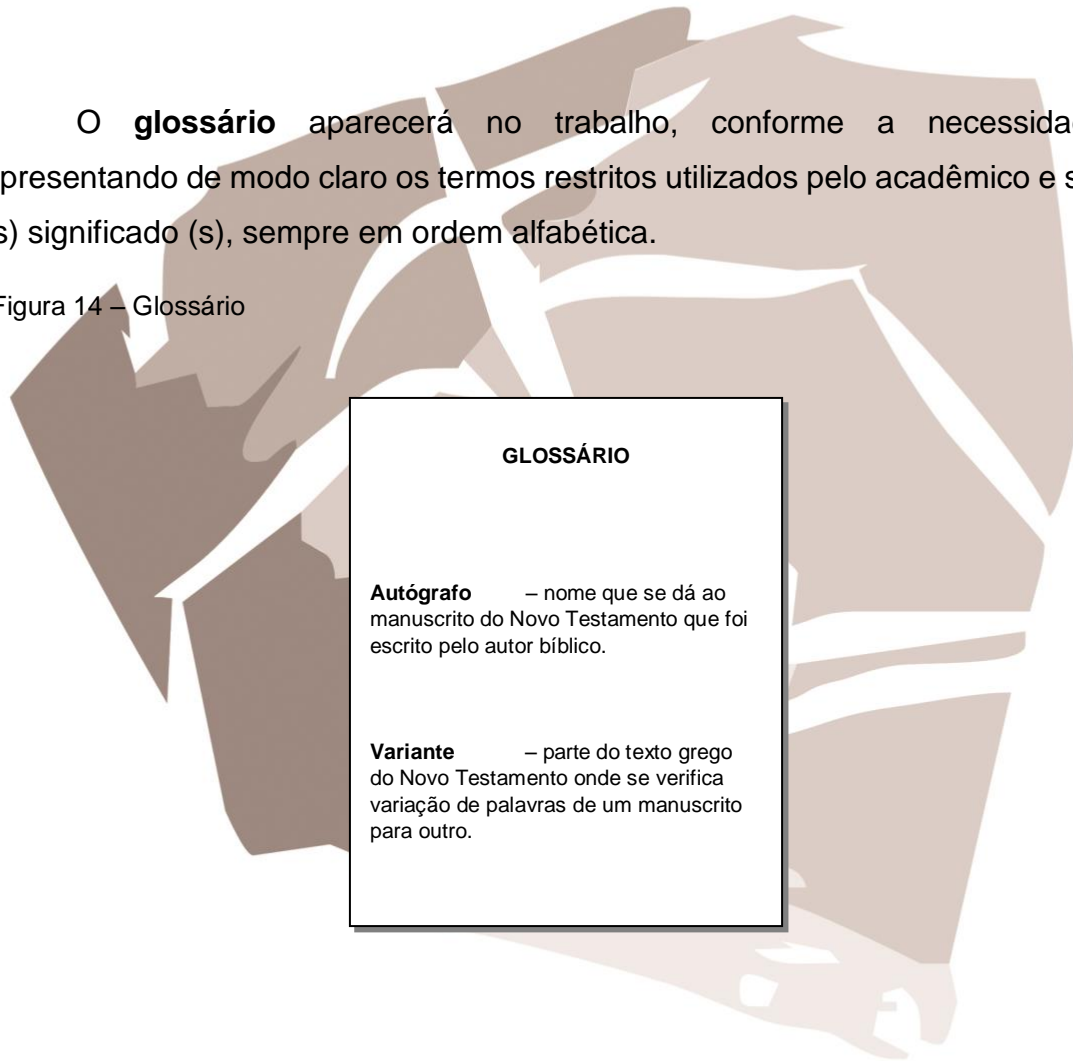 O glossário aparecerá no trabalho, conforme a
presentando de modo claro os termos restritos utilizados pelo acadêmico e
significado (s), sempre em ordem alfabética.
Figura 14 – Glossário
GLOSSÁRIO
Autógrafo – nome que se dá ao
manuscrito do Novo Testamento que foi
escrito pelo autor bíblico.
Variante – parte do texto grego
do Novo Testamento onde se verifica
variação de palavras de um manuscrito
para outro.